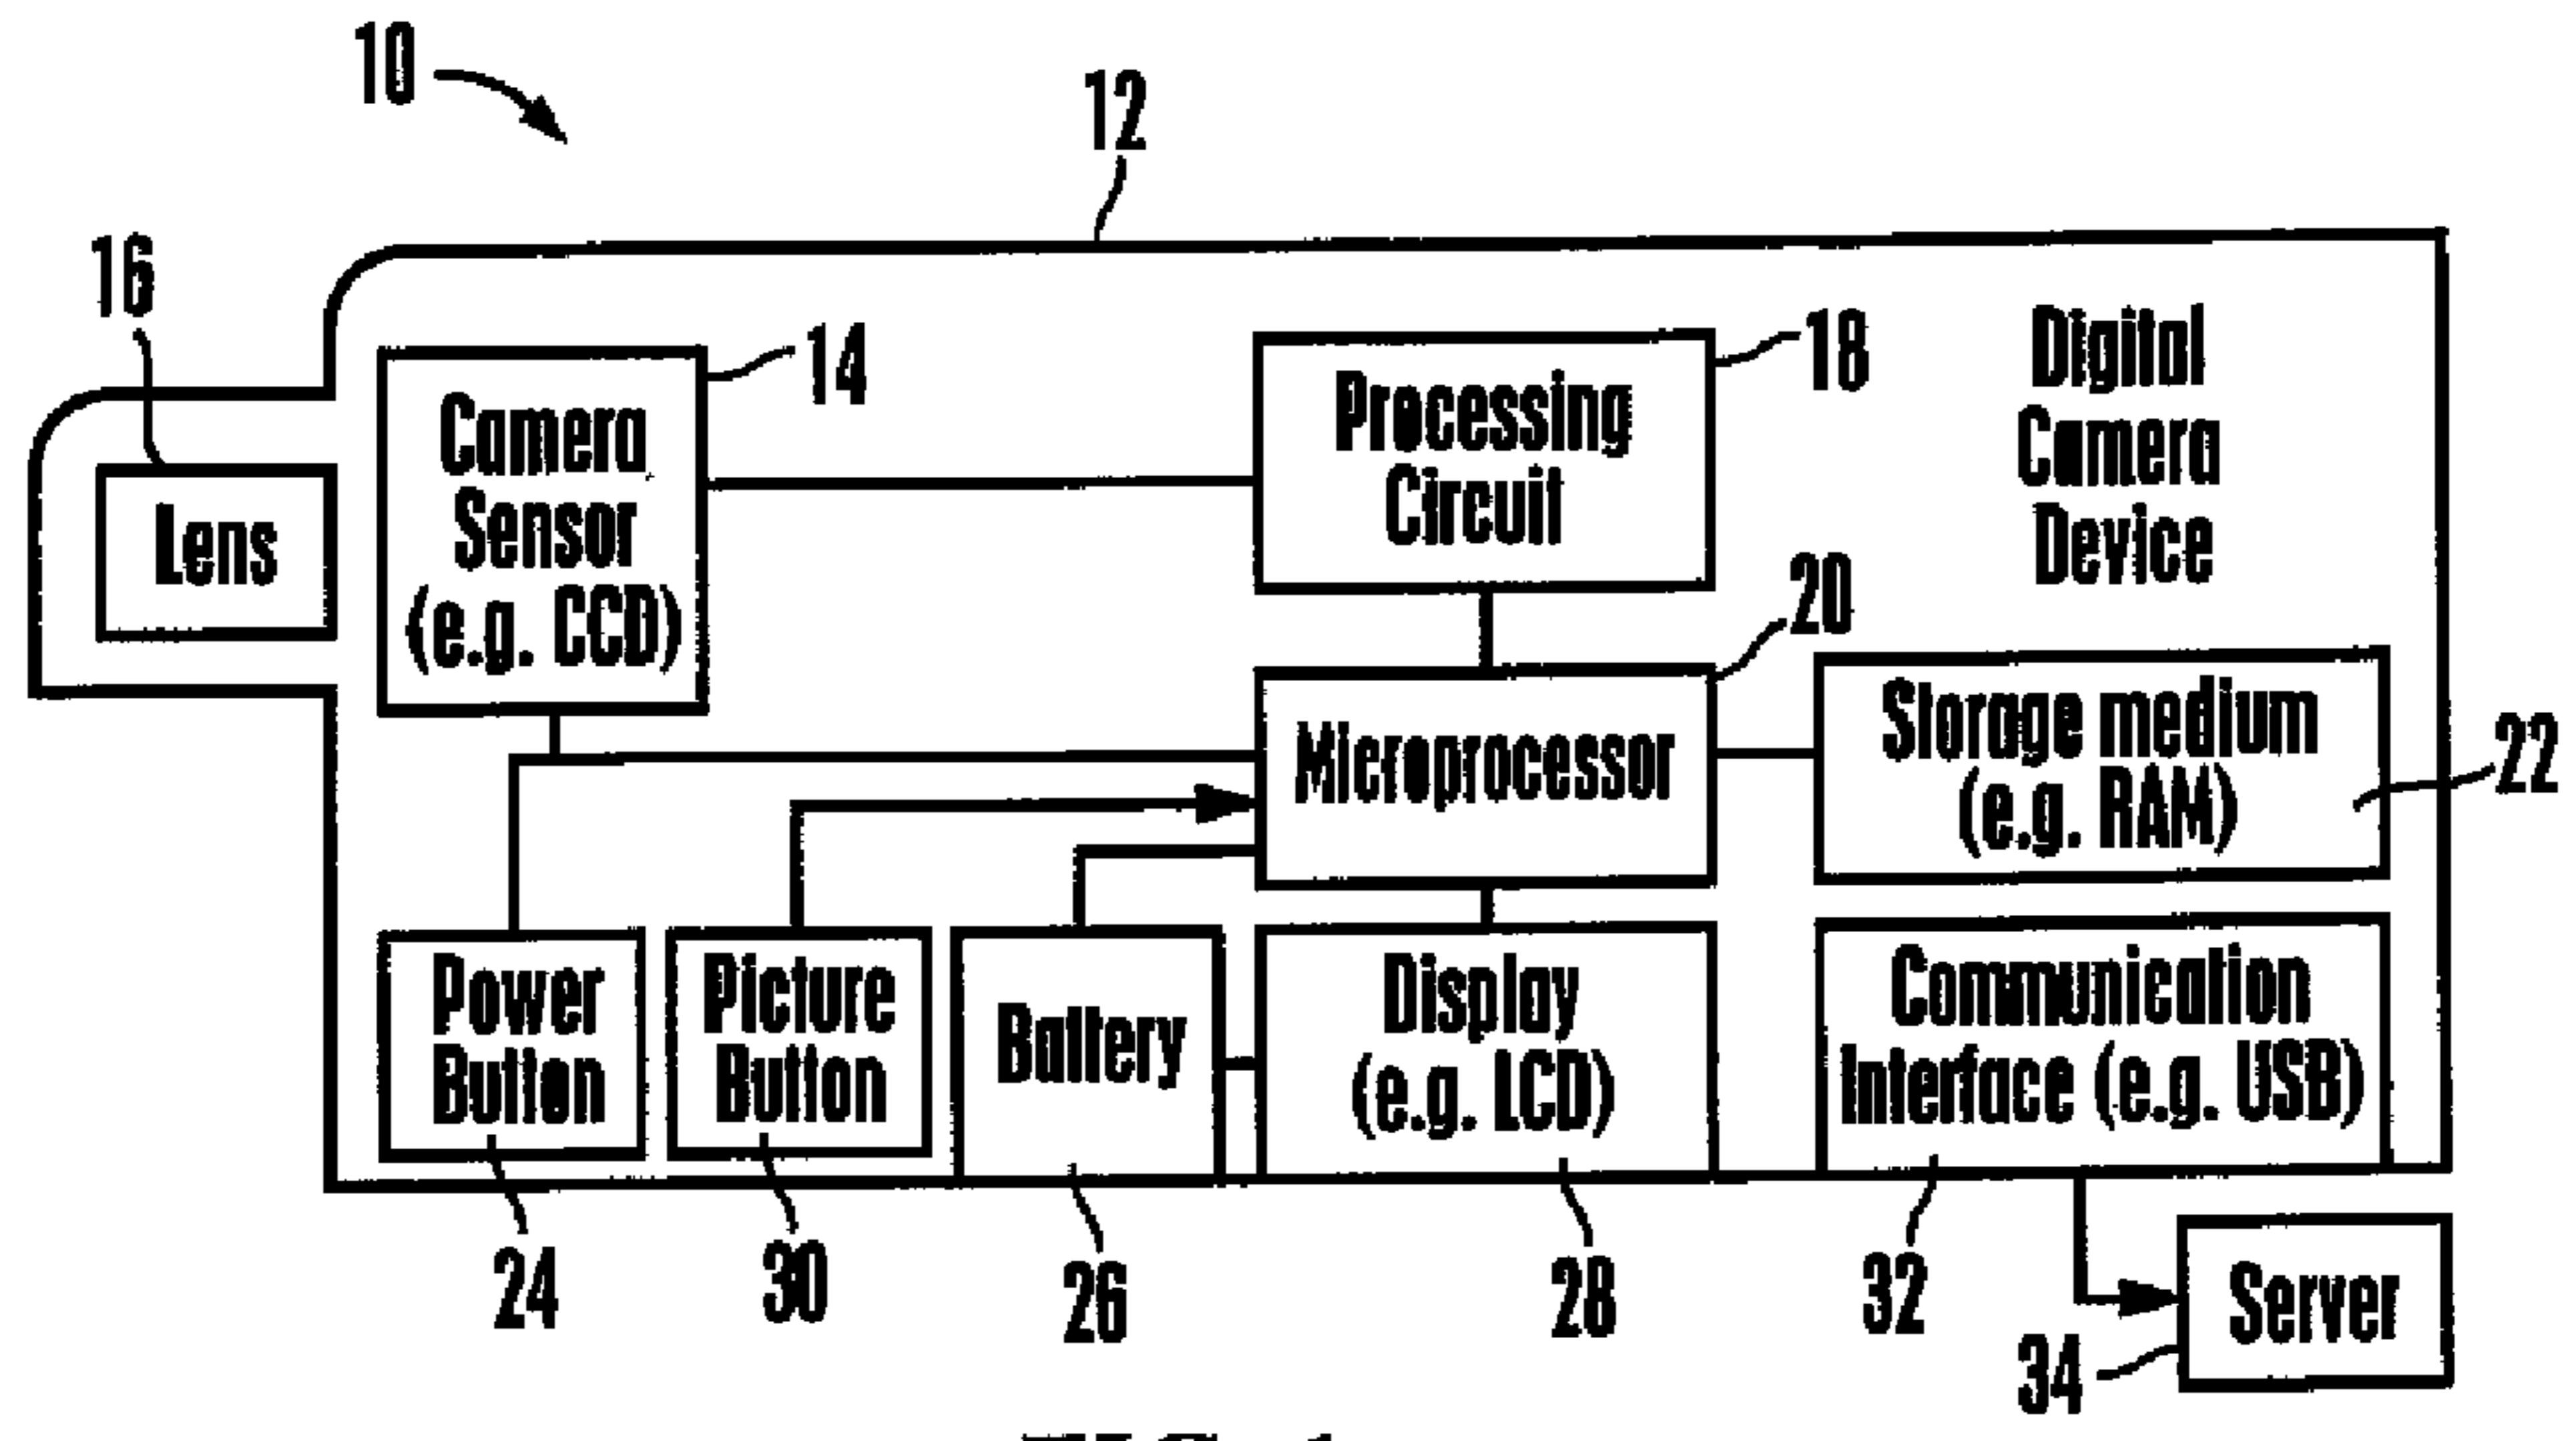 10
12
16
14
18
Digital
Camera
Device
Camera
Sensor
(e.g. CCD)
Processing
Circuit
Lens
20
Microprocessor
Storage medium
(e.g. RAM)
22
Power
Button
Picture
Button
Battery
Display
(e.g. LCD)
Communication
Interface (e.g. USB)
24
30
26
28
32
Server
34